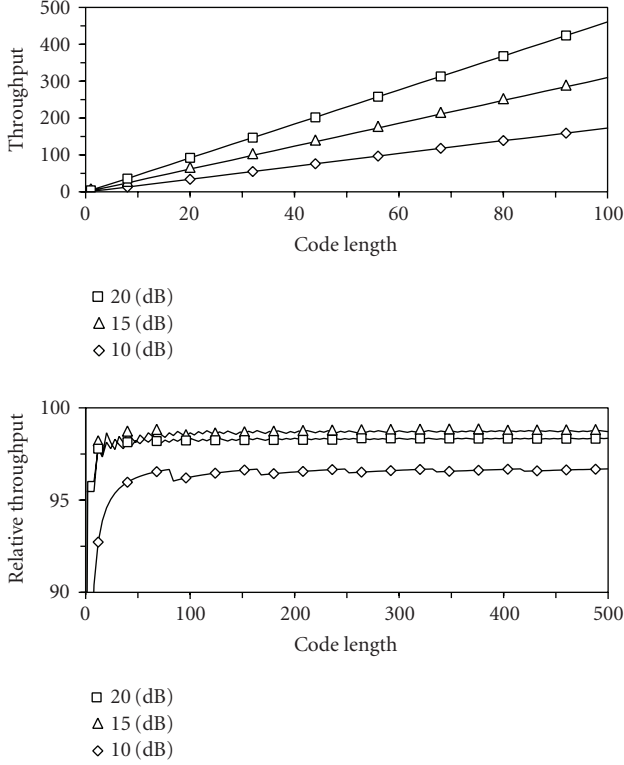 500
400
300
200
100
0
Throughput
0 20 40 60 80 100
Code length
20 (dB)
15 (dB)
10 (dB)
100
95
90
Relative throughput
0 100 200 300 400 500
Code length
20 (dB)
15 (dB)
10 (dB)